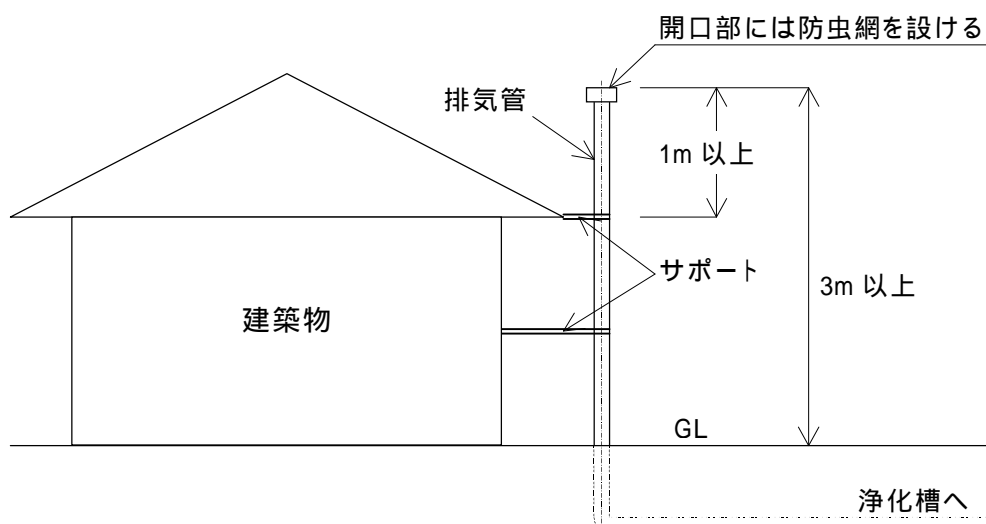 開口部には防虫網を設ける
排気管
1m 以上
サポート
3m 以上
建築物
GL
浄化槽へ